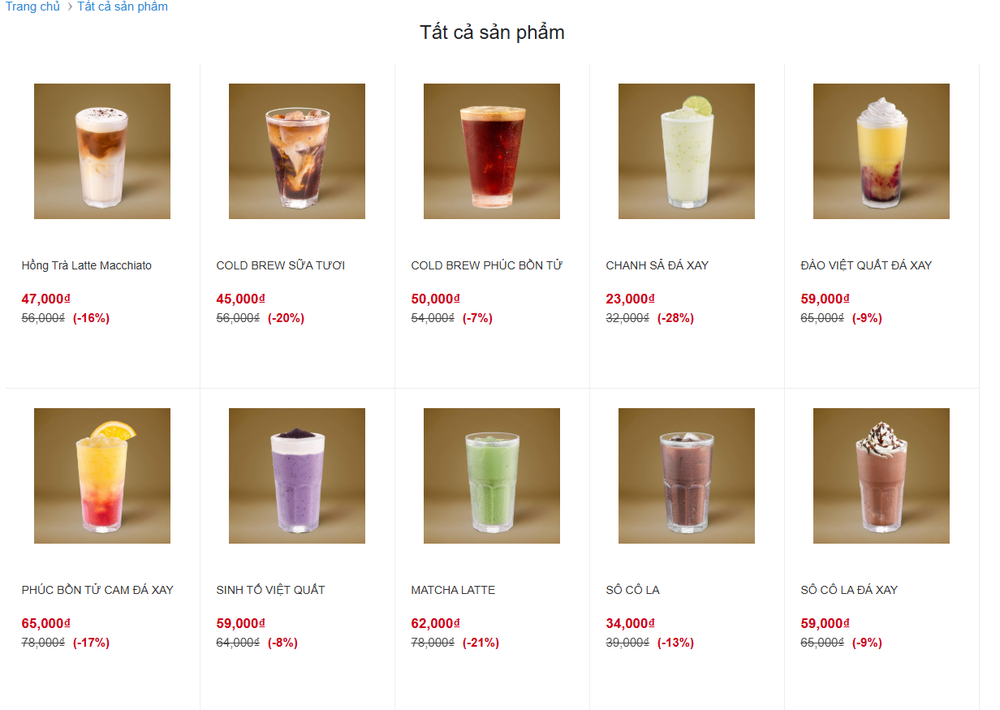 Trang chủ › Tất cả sản phẩm
Tất cả sản phẩm
Hồng Trà Latte Macchiato
47,000₫
56,000₫ (-16%)
COLD BREW SỮA TƯƠI
45,000₫
56,000₫ (-20%)
COLD BREW PHÚC BỒN TỬ
50,000₫
54,000₫ (-7%)
CHANH SẢ ĐÁ XAY
23,000₫
32,000₫ (-28%)
ĐÀO VIỆT QUẤT ĐÁ XAY
59,000₫
65,000₫ (-9%)
PHÚC BỒN TỬ CAM ĐÁ XAY
65,000₫
78,000₫ (-17%)
SINH TỐ VIỆT QUẤT
59,000₫
64,000₫ (-8%)
MATCHA LATTE
62,000₫
78,000₫ (-21%)
SÔ CÔ LA
34,000₫
39,000₫ (-13%)
SÔ CÔ LA ĐÁ XAY
59,000₫
65,000₫ (-9%)